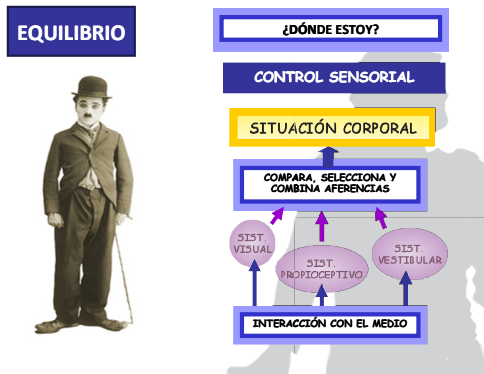 EQUILIBRIO
¿DÓNDE ESTOY?
CONTROL SENSORIAL
SITUACIÓN CORPORAL
COMPARA, SELECCIONA Y
COMBINA AFERENCIAS
SIST.
VISUAL
SIST.
PROPIOCEPTIVO
SIST.
VESTIBULAR
INTERACCIÓN CON EL MEDIO